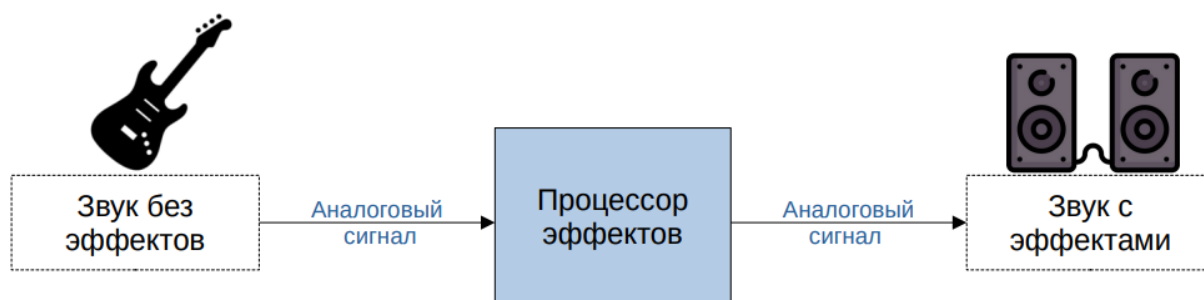 Звук без
эффектов
Аналоговый
сигнал
Процессор
эффектов
Аналоговый
сигнал
Звук с
эффектами